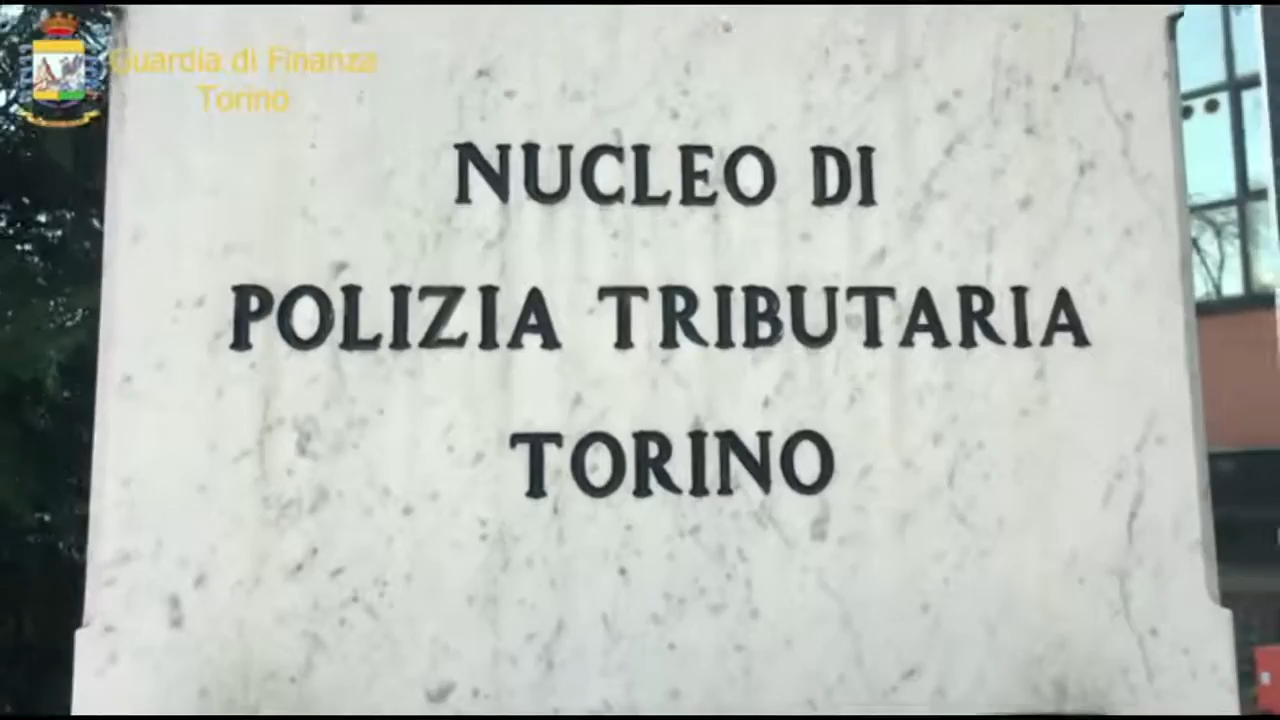 Guardia di Finanza
Torino
NUCLEO DI
POLIZIA TRIBUTARIA
TORINO